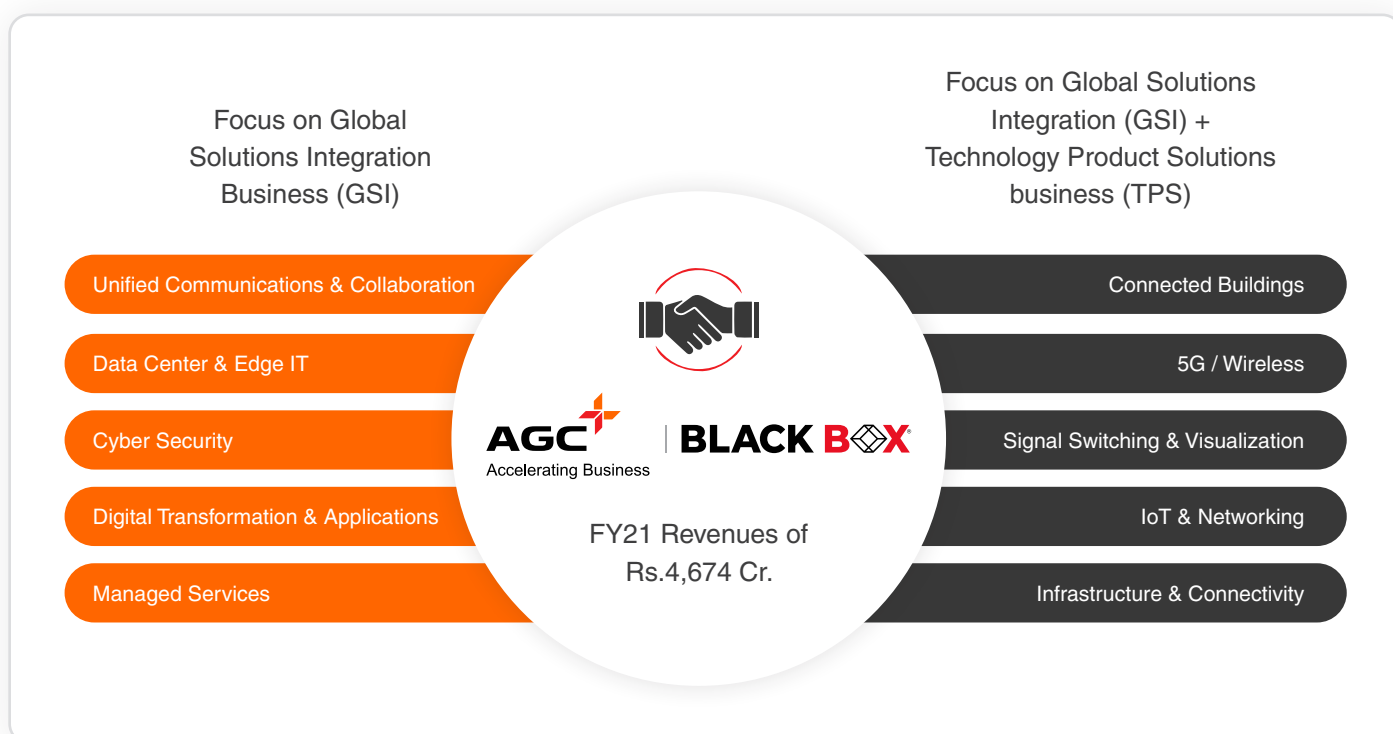 Focus on Global
Solutions Integration
Business (GSI)
Focus on Global Solutions
Integration (GSI) +
Technology Product Solutions
business (TPS)
Unified Communications & Collaboration
Data Center & Edge IT
Cyber Security
Digital Transformation & Applications
Managed Services
AGC
Accelerating Business
BLACK BOX®
FY21 Revenues of
Rs.4,674 Cr.
Connected Buildings
5G / Wireless
Signal Switching & Visualization
IoT & Networking
Infrastructure & Connectivity